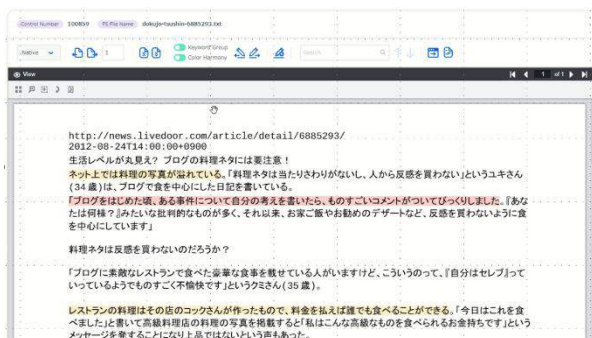 Control Number 100859 PS File Name dokujo-tsushin-6885293-txt
Native 1 Keyword Group Search
Color Harmony
View 1 of 1
http://news.livedoor.com/article/detail/6885293/
2012-08-24T14:00:00+0900
生活レベルが丸見え? ブログの料理ネタには要注意!
ネット上では料理の写真が溢れている。「料理ネタは当たりさわりがないし、人から反感を買わない」というユキさん
(34歳)は、ブログで食を中心にした日記を書いている。
「ブログをはじめた頃、ある事件について自分の考えを書いたら、ものすごいコメントがついてびっくりしました。『あな
たは何様?』みたいな批判的なものが多く、それ以来、お家ご飯やお勧めのデザートなど、反感を買わないように食
を中心にしています」
料理ネタは反感を買わないのだろうか?
「ブログに素敵なレストランで食べた豪華な食事を載せている人がいますけど、こういうのって、『自分はセレブ』って
いっているようでものすごく不愉快です」というクミさん(35歳)。
レストランの料理はその店のコックさんが作ったもので、料金を払えば誰でも食べることができる。「今日はこれを食
べました」と書いて高級料理店の料理の写真を掲載すると「私はこんな高級なものを食べられるお金持ちです」という
メッセージを発することになり上品ではないという声もあった。